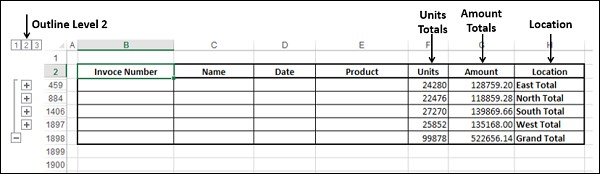 Outline Level 2
Units
Totals
Amount
Totals
Location
1 2 3
A B C D E F G H
1
2 Invoce Number Name Date Product Units Amount Location
459 24280 128759.20 East Total
884 22476 118859.28 North Total
1406 27270 139869.66 South Total
1897 25852 135168.00 West Total
1898 99878 522656.14 Grand Total
1899
1900